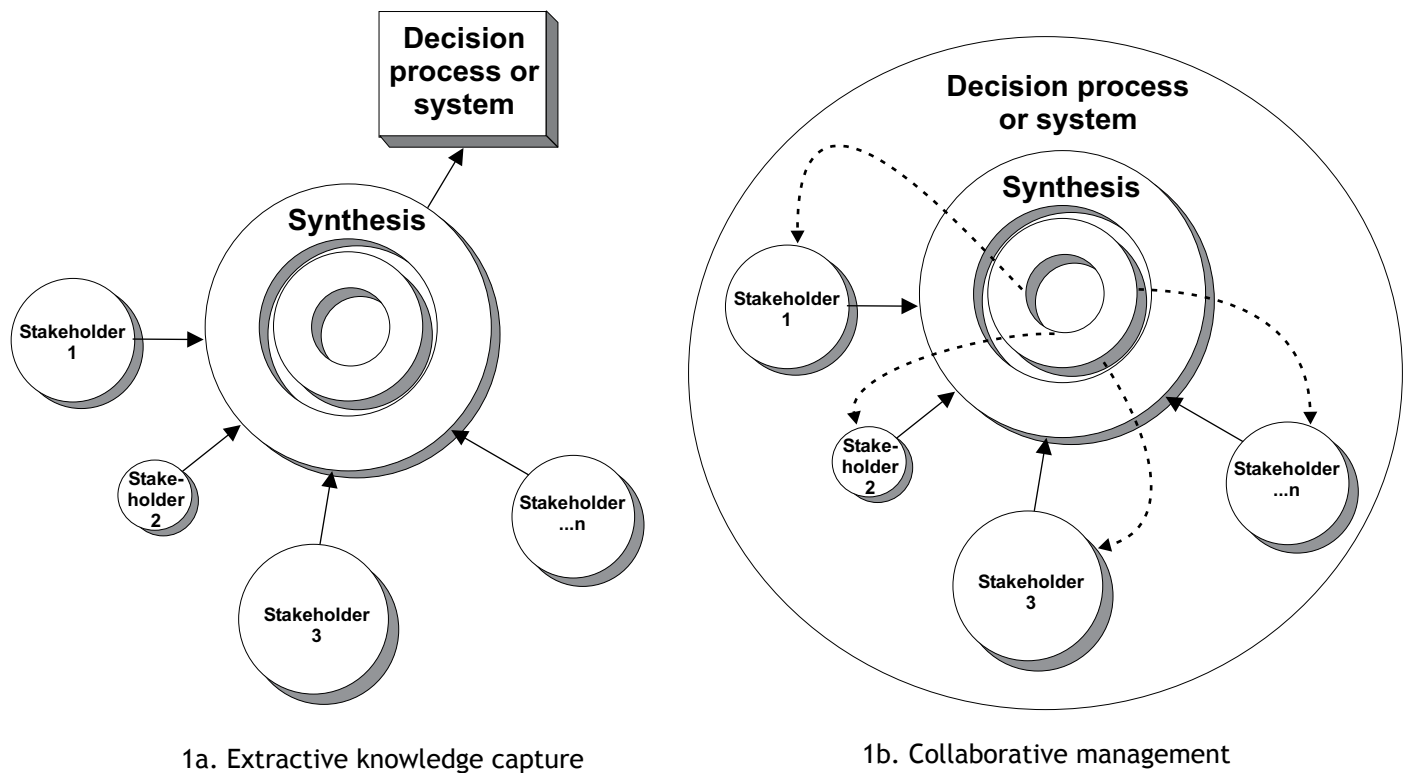 Decision
process or
system
Synthesis
Stakeholder
1
Stake-
holder
2
Stakeholder
3
Stakeholder
...n
1a. Extractive knowledge capture
Decision process
or system
Synthesis
Stakeholder
1
Stake-
holder
2
Stakeholder
3
Stakeholder
...n
1b. Collaborative management